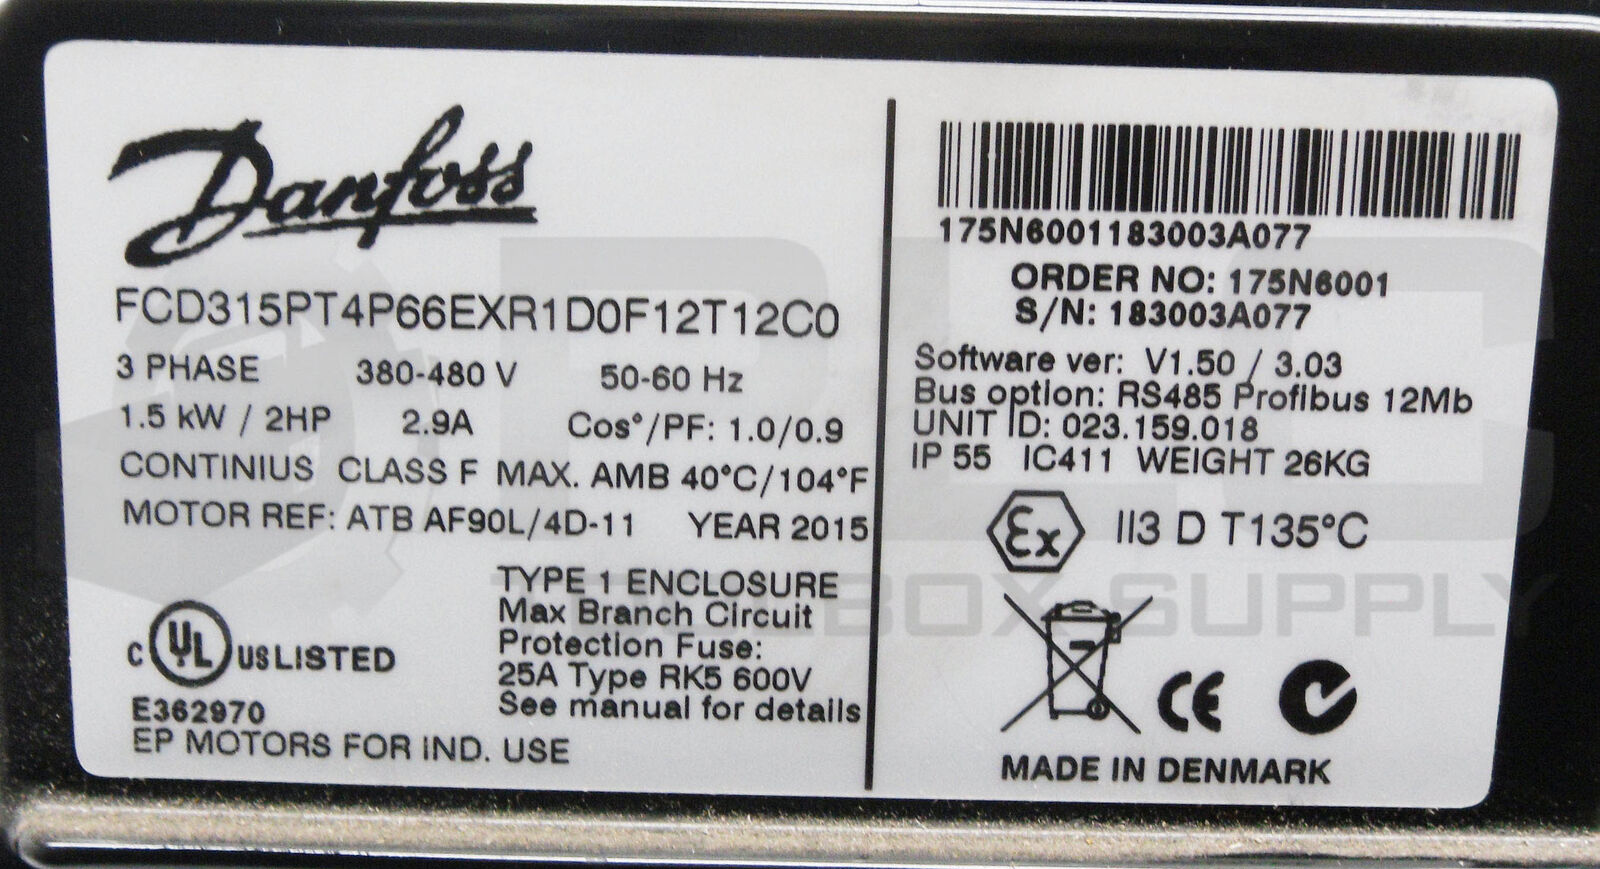 Danfoss
FCD315PT4P66EXR1D0F12T12C0
3 PHASE 380-480 V 50-60 Hz
1.5 kW / 2HP 2.9A Cos°/PF: 1.0/0.9
CONTINIUS CLASS F MAX. AMB 40°C/104°F
MOTOR REF: ATB AF90L/4D-11 YEAR 2015
TYPE 1 ENCLOSURE
Max Branch Circuit
Protection Fuse:
25A Type RK5 600V
See manual for details
C UL US LISTED
E362970
EP MOTORS FOR IND. USE
175N6001183003A077
ORDER NO: 175N6001
S/N: 183003A077
Software ver: V1.50 / 3.03
Bus option: RS485 Profibus 12Mb
UNIT ID: 023.159.018
IP 55 IC411 WEIGHT 26KG
Ex II3 D T135°C
CE
MADE IN DENMARK
PLC
BOX SUPPLY